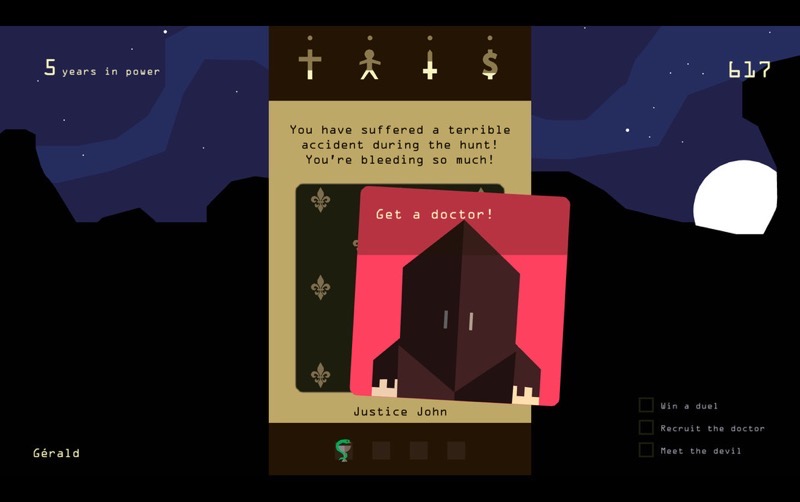 5 years in power
617
You have suffered a terrible
accident during the hunt!
You're bleeding so much!
Get a doctor!
Justice John
Win a duel
Recruit the doctor
Meet the devil
Gérald